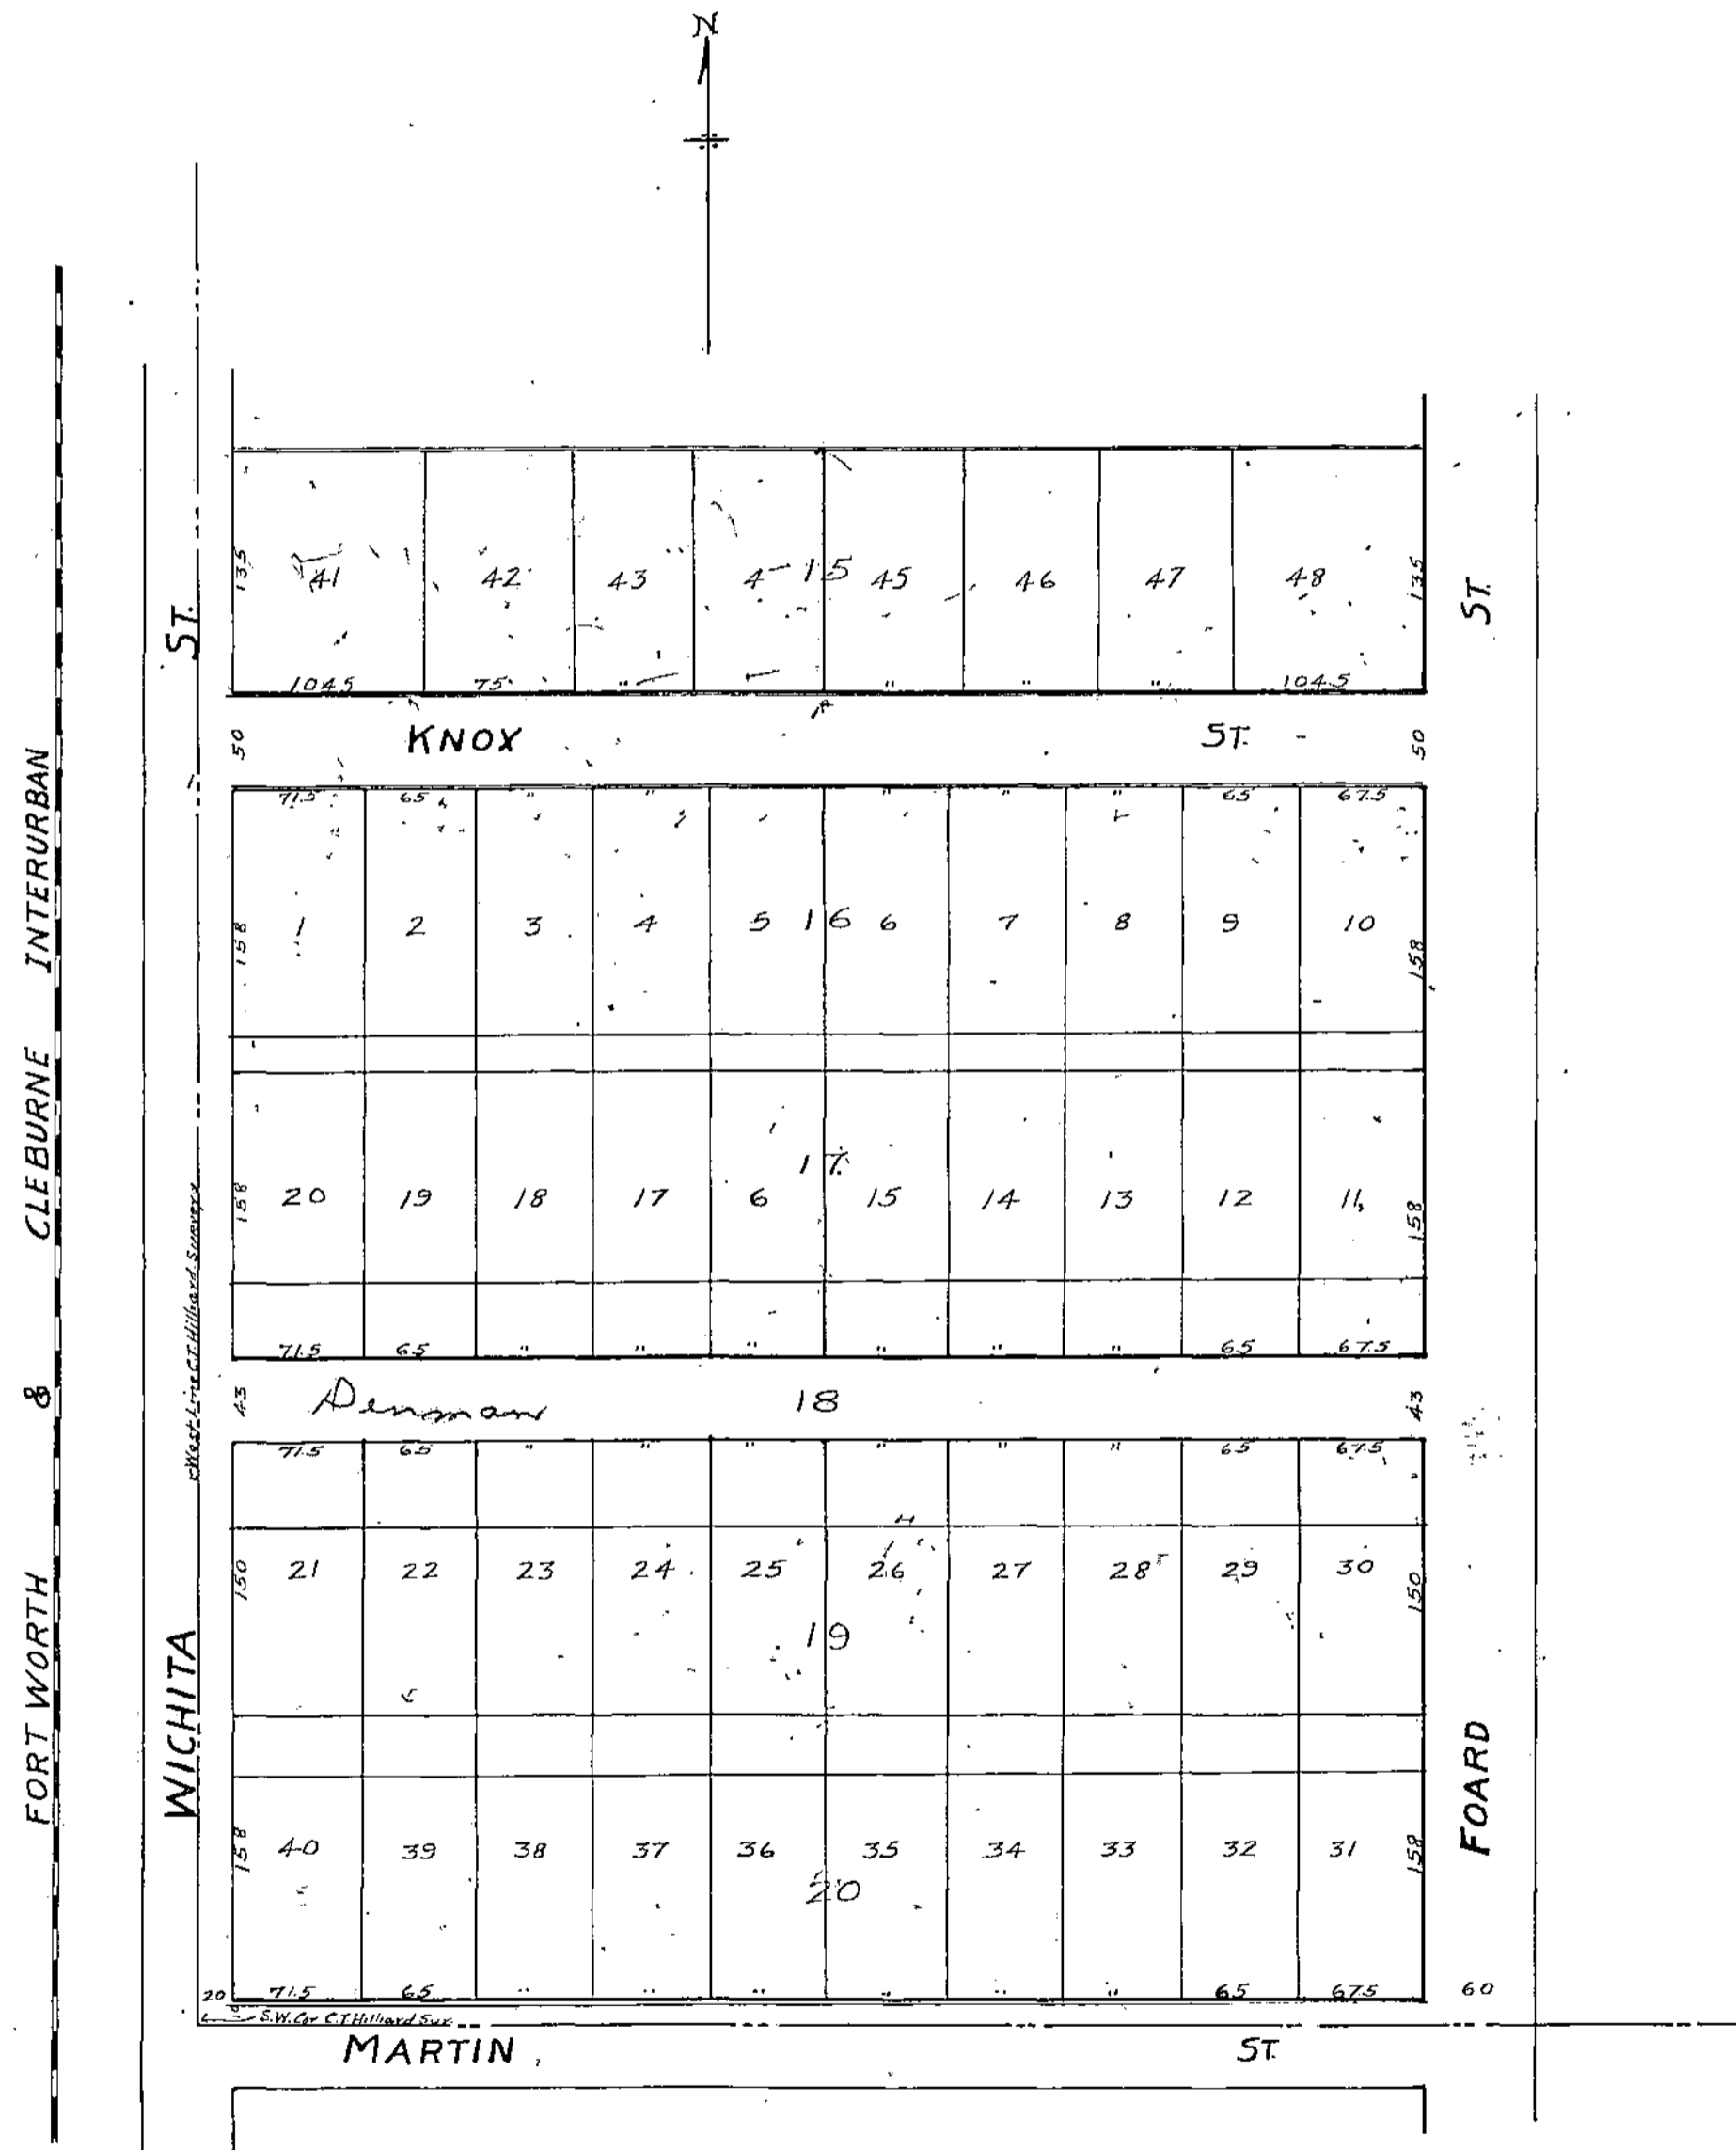 N
FORT WORTH & CLEBURNE INTERURBAN
WICHITA ST.
West Line C.T. Hilliard Survey
FOARD ST.
135 41 42 43 4 15 45 46 47 48 135
104.5 75 " " " " 104.5
50 KNOX ST. 50
71.5 65 " " " " " 65 67.5
158 1 2 3 4 5 16 6 7 8 9 10 158
17
158 20 19 18 17 6 15 14 13 12 11 158
71.5 65 " " " " " " 65 67.5
43 Denman 18 43
71.5 65 " " " " " " 65 67.5
150 21 22 23 24 25 26 27 28 29 30 150
19
158 40 39 38 37 36 35 34 33 32 31 158
20
20 71.5 65 " " " " " " 65 67.5 60
S.W. Cor C.T. Hilliard Sur.
MARTIN ST.